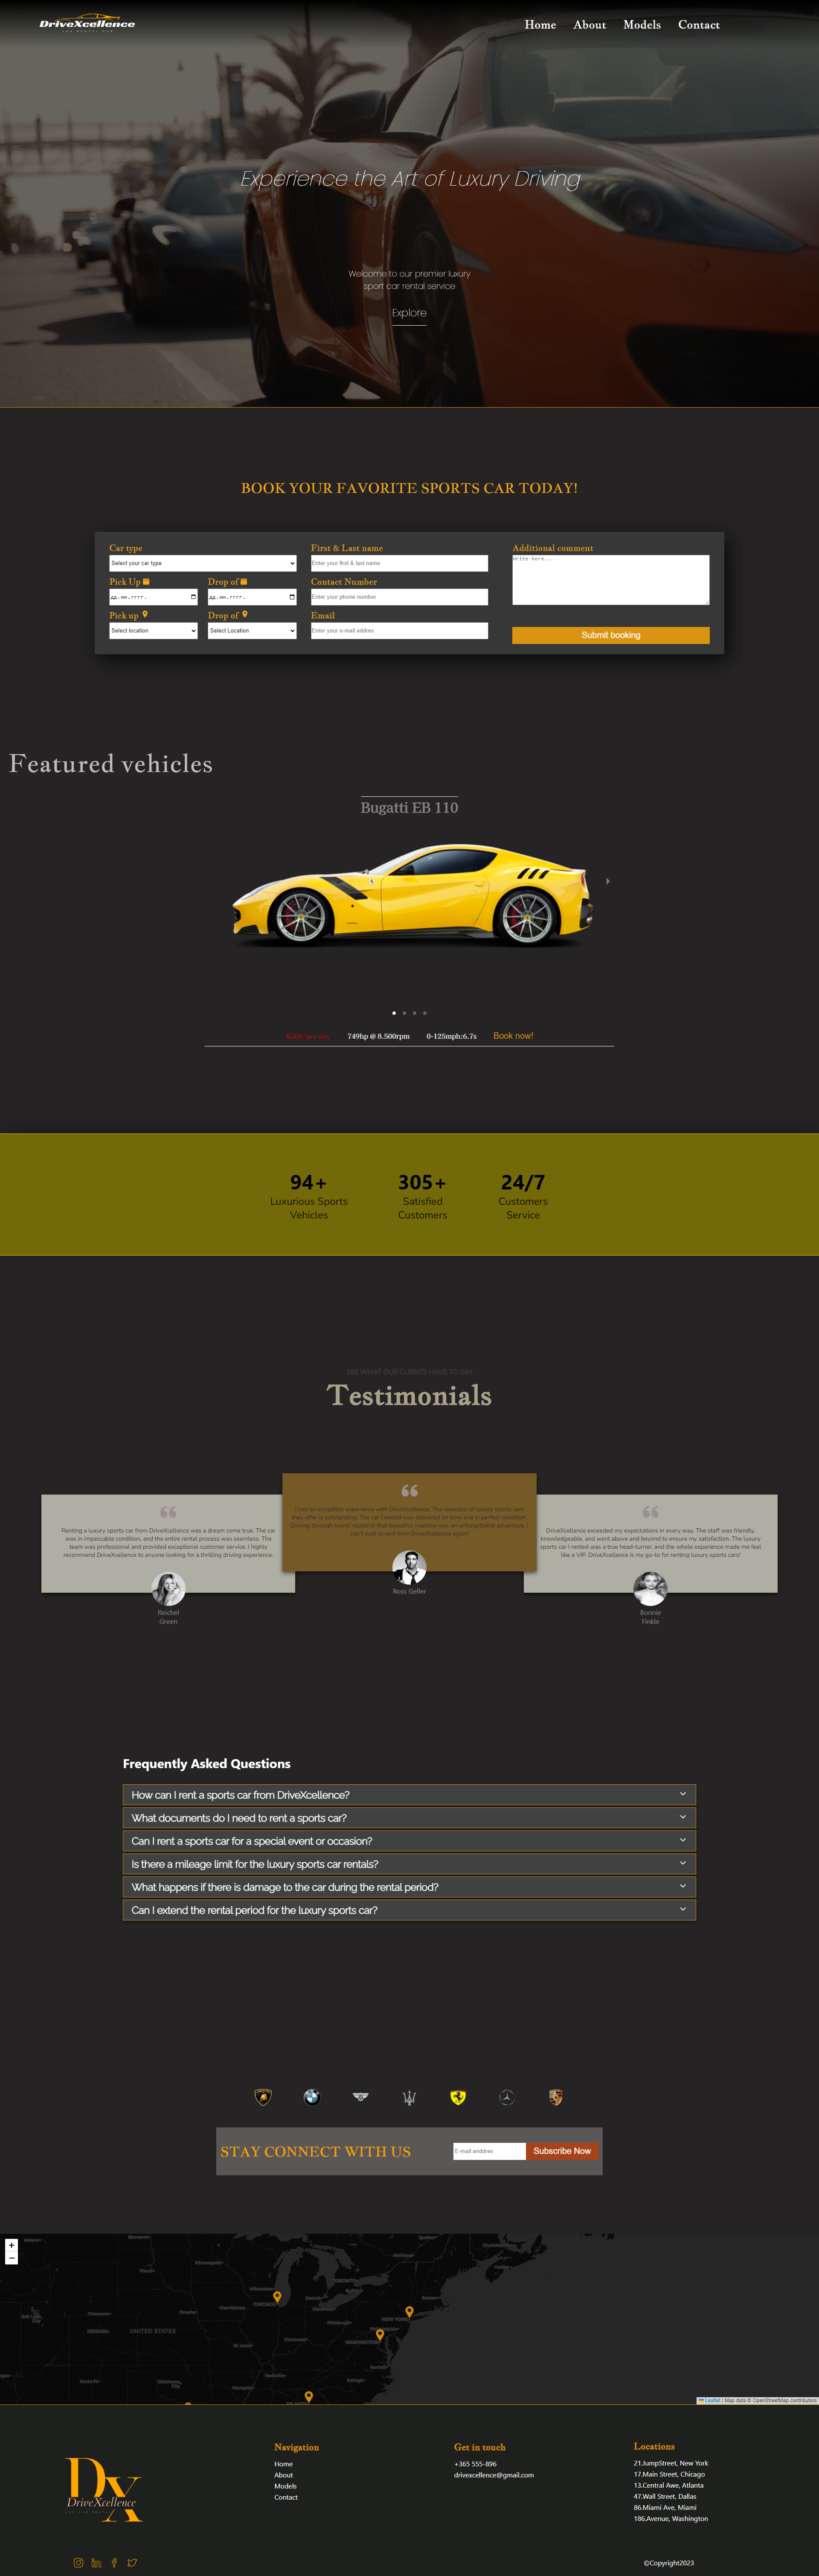 DriveXcellence
CAR RENTAL CAR
Home About Models Contact
Experience the Art of Luxury Driving
Welcome to our premier luxury
sport car rental service
Explore
BOOK YOUR FAVORITE SPORTS CAR TODAY!
Car type
Select your car type
Pick Up
Drop of
дд.мм.гггг.
дд.мм.гггг.
Pick up
Drop of
Select location
Select Location
First & Last name
Enter your first & last name
Contact Number
Enter your phone number
Email
Enter your e-mail addres
Additional comment
Write here...
Submit booking
Featured vehicles
Bugatti EB 110
$500/per day 749hp @ 8.500rpm 0-125mph:6.7s Book now!
94+
Luxurious Sports
Vehicles
305+
Satisfied
Customers
24/7
Customers
Service
SEE WHAT OUR CLIENTS HAVE TO SAY
Testimonials
Renting a luxury sports car from DriveXcellence was a dream come true. The car
was in impeccable condition, and the entire rental process was seamless. The
team was professional and provided exceptional customer service. I highly
recommend DriveXcellence to anyone looking for a thrilling driving experience.
Reichel
Green
I had an incredible experience with DriveXcellence. The selection of luxury sports cars
they offer is outstanding. The car I rented was delivered on time and in perfect condition.
Driving through scenic routes in that beautiful machine was an unforgettable adventure. I
can't wait to rent from DriveXcellence again!
Ross Geller
DriveXcellence exceeded my expectations in every way. The staff was friendly,
knowledgeable, and went above and beyond to ensure my satisfaction. The luxury
sports car I rented was a true head-turner, and the whole experience made me feel
like a VIP. DriveXcellence is my go-to for renting luxury sports cars!
Bonnie
Finkle
Frequently Asked Questions
How can I rent a sports car from DriveXcellence?
What documents do I need to rent a sports car?
Can I rent a sports car for a special event or occasion?
Is there a mileage limit for the luxury sports car rentals?
What happens if there is damage to the car during the rental period?
Can I extend the rental period for the luxury sports car?
STAY CONNECT WITH US
E-mail anddres
Subscribe Now
+
−
UNITED STATES
DENVER
CHICAGO
TORONTO
NEW YORK
WASHINGTON
ATLANTA
Leaflet | Map data © OpenStreetMap contributors
DX
DriveXcellence
Navigation
Home
About
Models
Contact
Get in touch
+365 555-896
drivexcellence@gmail.com
Locations
21.JumpStreet, New York
17.Main Street, Chicago
13.Central Awe, Atlanta
47.Wall Street, Dallas
86.Miami Ave, Miami
186.Avenue, Washington
©Copyright2023